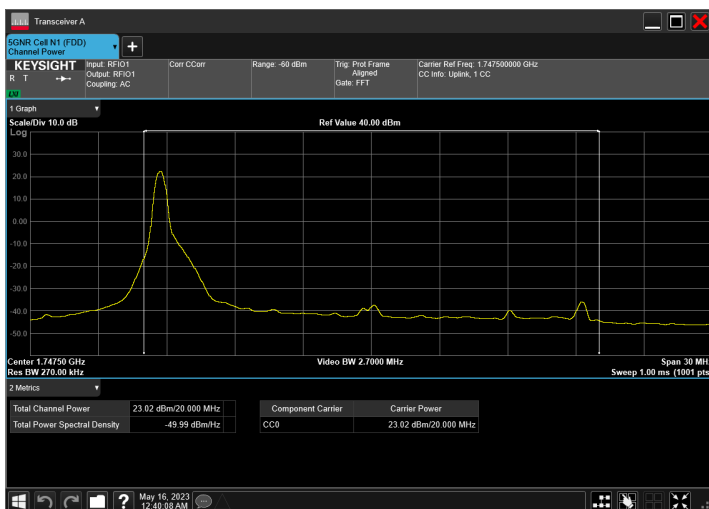 Transceiver A
5GNR Cell N1 (FDD)
Channel Power
KEYSIGHT
R T
LXI
Input: RFIO1
Output: RFIO1
Coupling: AC
Corr CCorr
Range: -60 dBm
Trig: Prot Frame
Aligned
Gate: FFT
Carrier Ref Freq: 1.747500000 GHz
CC Info: Uplink, 1 CC
1 Graph
Scale/Div 10.0 dB
Ref Value 40.00 dBm
Log
30.0
20.0
10.0
0.00
-10.0
-20.0
-30.0
-40.0
-50.0
Center 1.74750 GHz
Video BW 2.7000 MHz
Span 30 MHz
Res BW 270.00 kHz
Sweep 1.00 ms (1001 pts)
2 Metrics
Total Channel Power 23.02 dBm/20.000 MHz
Total Power Spectral Density -49.99 dBm/Hz
Component Carrier Carrier Power
CC0 23.02 dBm/20.000 MHz
?
May 16, 2023
12:40:08 AM